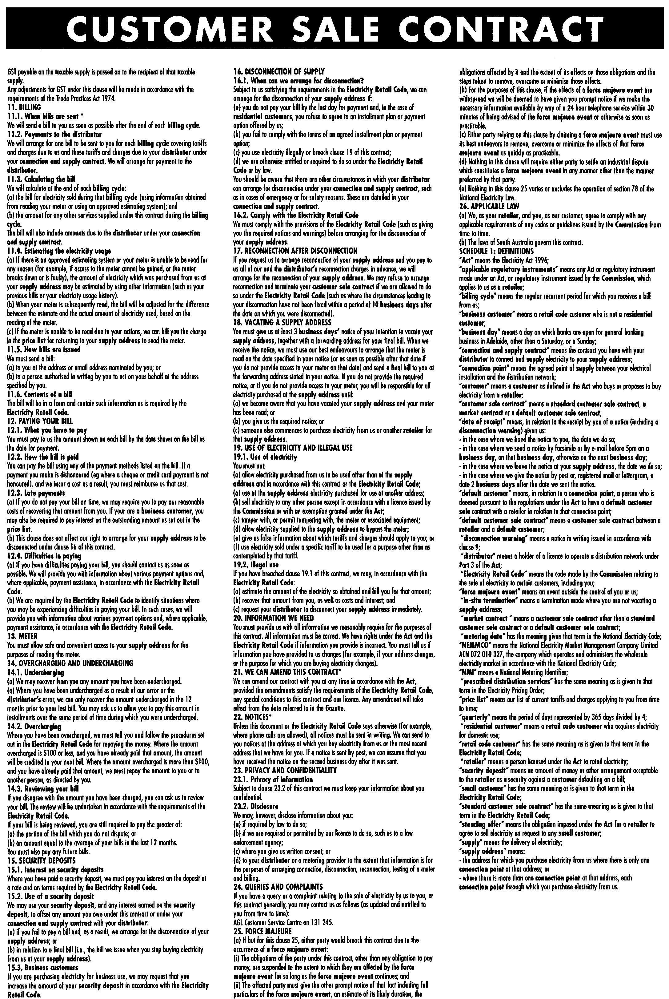 CUSTOMER SALE CONTRACT
GST payable on the taxable supply is passed on to the recipient of that taxable
supply.
Any adjustments for GST under this clause will be made in accordance with the
requirements of the Trade Practices Act 1974.
11. BILLING
11.1. When bills are sent *
We will send a bill to you as soon as possible after the end of each billing cycle.
11.2. Payments to the distributor
We will arrange for one bill to be sent to you for each billing cycle covering tariffs
and charges due to us and those tariffs and charges due to your distributor under
your connection and supply contract. We will arrange for payment to the
distributor.
11.3. Calculating the bill
We will calculate at the end of each billing cycle:
(a) the bill for electricity sold during that billing cycle (using information obtained
from reading your meter or using an approved estimating system); and
(b) the amount for any other services supplied under this contract during the billing
cycle.
The bill will also include amounts due to the distributor under your connection
and supply contract.
11.4. Estimating the electricity usage
(a) If there is an approved estimating system or your meter is unable to be read for
any reason (for example, if access to the meter cannot be gained, or the meter
breaks down or is faulty), the amount of electricity which was purchased from us at
your supply address may be estimated by using other information (such as your
previous bills or your electricity usage history).
(b) When your meter is subsequently read, the bill will be adjusted for the difference
between the estimate and the actual amount of electricity used, based on the
reading of the meter.
(c) If the meter is unable to be read due to your actions, we can bill you the charge
in the price list for returning to your supply address to read the meter.
11.5. How bills are issued
We must send a bill:
(a) to you at the address or email address nominated by you; or
(b) to a person authorised in writing by you to act on your behalf at the address
specified by you.
11.6. Contents of a bill
The bill will be in a form and contain such information as is required by the
Electricity Retail Code.
12. PAYING YOUR BILL
12.1. What you have to pay
You must pay to us the amount shown on each bill by the date shown on the bill as
the date for payment.
12.2. How the bill is paid
You can pay the bill using any of the payment methods listed on the bill. If a
payment you make is dishonoured (eg where a cheque or credit card payment is not
honoured), and we incur a cost as a result, you must reimburse us that cost.
12.3. Late payments
(a) If you do not pay your bill on time, we may require you to pay our reasonable
costs of recovering that amount from you. If your are a business customer, you
may also be required to pay interest on the outstanding amount as set out in the
price list.
(b) This clause does not affect our right to arrange for your supply address to be
disconnected under clause 16 of this contract.
12.4. Difficulties in paying
(a) If you have difficulties paying your bill, you should contact us as soon as
possible. We will provide you with information about various payment options and,
where applicable, payment assistance, in accordance with the Electricity Retail
Code.
(b) We are required by the Electricity Retail Code to identify situations where
you may be experiencing difficulties in paying your bill. In such cases, we will
provide you with information about various payment options and, where applicable,
payment assistance, in accordance with the Electricity Retail Code.
13. METER
You must allow safe and convenient access to your supply address for the
purposes of reading the meter.
14. OVERCHARGING AND UNDERCHARGING
14.1. Undercharging
(a) We may recover from you any amount you have been undercharged.
(a) Where you have been undercharged as a result of our error or the
distributor's error, we can only recover the amount undercharged in the 12
months prior to your last bill. You may ask us to allow you to pay this amount in
installments over the same period of time during which you were undercharged.
14.2. Overcharging
Where you have been overcharged, we must tell you and follow the procedures set
out in the Electricity Retail Code for repaying the money. Where the amount
overcharged is $100 or less, and you have already paid that amount, the amount
will be credited to your next bill. Where the amount overcharged is more than $100,
and you have already paid that amount, we must repay the amount to you or to
another person, as directed by you.
14.3. Reviewing your bill
If you disagree with the amount you have been charged, you can ask us to review
your bill. The review will be undertaken in accordance with the requirements of the
Electricity Retail Code.
If your bill is being reviewed, you are still required to pay the greater of:
(a) the portion of the bill which you do not dispute; or
(b) an amount equal to the average of your bills in the last 12 months.
You must also pay any future bills.
15. SECURITY DEPOSITS
15.1. Interest on security deposits
Where you have paid a security deposit, we must pay you interest on the deposit at
a rate and on terms required by the Electricity Retail Code.
15.2. Use of a security deposit
We may use your security deposit, and any interest earned on the security
deposit, to offset any amount you owe under this contract or under your
connection and supply contract with your distributor:
(a) if you fail to pay a bill and, as a result, we arrange for the disconnection of your
supply address; or
(b) in relation to a final bill (i.e., the bill we issue when you stop buying electricity
from us at your supply address).
15.3. Business customers
If you are purchasing electricity for business use, we may request that you
increase the amount of your security deposit in accordance with the Electricity
Retail Code.
16. DISCONNECTION OF SUPPLY
16.1. When can we arrange for disconnection?
Subject to us satisfying the requirements in the Electricity Retail Code, we can
arrange for the disconnection of your supply address if:
(a) you do not pay your bill by the last day for payment and, in the case of
residential customers, you refuse to agree to an installment plan or payment
option offered by us;
(b) you fail to comply with the terms of an agreed installment plan or payment
option;
(c) you use electricity illegally or breach clause 19 of this contract;
(d) we are otherwise entitled or required to do so under the Electricity Retail
Code or by law.
You should be aware that there are other circumstances in which your distributor
can arrange for disconnection under your connection and supply contract, such
as in cases of emergency or for safety reasons. These are detailed in your
connection and supply contract.
16.2. Comply with the Electricity Retail Code
We must comply with the provisions of the Electricity Retail Code (such as giving
you the required notices and warnings) before arranging for the disconnection of
your supply address.
17. RECONNECTION AFTER DISCONNECTION
If you request us to arrange reconnection of your supply address and you pay to
us all of our and the distributor's reconnection charges in advance, we will
arrange for the reconnection of your supply address. We may refuse to arrange
reconnection and terminate your customer sale contract if we are allowed to do
so under the Electricity Retail Code (such as where the circumstances leading to
your disconnection have not been fixed within a period of 10 business days after
the date on which you were disconnected).
18. VACATING A SUPPLY ADDRESS
You must give us at least 3 business days' notice of your intention to vacate your
supply address, together with a forwarding address for your final bill. When we
receive the notice, we must use our best endeavours to arrange that the meter is
read on the date specified in your notice (or as soon as possible after that date if
you do not provide access to your meter on that date) and send a final bill to you at
the forwarding address stated in your notice. If you do not provide the required
notice, or if you do not provide access to your meter, you will be responsible for all
electricity purchased at the supply address until:
(a) we become aware that you have vacated your supply address and your meter
has been read; or
(b) you give us the required notice; or
(c) someone else commences to purchase electricity from us or another retailer for
that supply address.
19. USE OF ELECTRICITY AND ILLEGAL USE
19.1. Use of electricity
You must not:
(a) allow electricity purchased from us to be used other than at the supply
address and in accordance with this contract or the Electricity Retail Code;
(a) use at the supply address electricity purchased for use at another address;
(b) sell electricity to any other person except in accordance with a licence issued by
the Commission or with an exemption granted under the Act;
(c) tamper with, or permit tampering with, the meter or associated equipment;
(d) allow electricity supplied to the supply address to bypass the meter;
(e) give us false information about which tariffs and charges should apply to you; or
(f) use electricity sold under a specific tariff to be used for a purpose other than as
contemplated by that tariff.
19.2. Illegal use
If you have breached clause 19.1 of this contract, we may, in accordance with the
Electricity Retail Code:
(a) estimate the amount of the electricity so obtained and bill you for that amount;
(b) recover that amount from you, as well as costs and interest; and
(c) request your distributor to disconnect your supply address immediately.
20. INFORMATION WE NEED
You must provide us with all information we reasonably require for the purposes of
this contract. All information must be correct. We have rights under the Act and the
Electricity Retail Code if information you provide is incorrect. You must tell us if
information you have provided to us changes (for example, if your address changes,
or the purpose for which you are buying electricity changes).
21. WE CAN AMEND THIS CONTRACT*
We can amend our contract with you at any time in accordance with the Act,
provided the amendments satisfy the requirements of the Electricity Retail Code,
any special conditions to this contract and our licence. Any amendment will take
effect from the date referred to in the Gazette.
22. NOTICES*
Unless this document or the Electricity Retail Code says otherwise (for example,
where phone calls are allowed), all notices must be sent in writing. We can send to
you notices at the address at which you buy electricity from us or the most recent
address that we have for you. If a notice is sent by post, we can assume that you
have received the notice on the second business day after it was sent.
23. PRIVACY AND CONFIDENTIALITY
23.1. Privacy of information
Subject to clause 23.2 of this contract we must keep your information about you
confidential.
23.2. Disclosure
We may, however, disclose information about you:
(a) if required by law to do so;
(b) if we are required or permitted by our licence to do so, such as to a law
enforcement agency;
(c) where you give us written consent; or
(d) to your distributor or a metering provider to the extent that information is for
the purposes of arranging connection, disconnection, reconnection, testing of a meter
and billing.
24. QUERIES AND COMPLAINTS
If you have a query or a complaint relating to the sale of electricity by us to you, or
this contract generally, you may contact us as follows (as updated and notified to
you from time to time):
AGL Customer Service Centre on 131 245.
25. FORCE MAJEURE
(a) If but for this clause 25, either party would breach this contract due to the
occurrence of a force majeure event:
(i) The obligations of the party under this contract, other than any obligation to pay
money, are suspended to the extent to which they are affected by the force
majeure event for so long as the force majeure event continues; and
(ii) The affected party must give the other prompt notice of that fact including full
particulars of the force majeure event, an estimate of its likely duration, the
obligations affected by it and the extent of its effects on those obligations and the
steps taken to remove, overcome or minimise those effects.
(b) For the purposes of this clause, if the effects of a force majeure event are
widespread we will be deemed to have given you prompt notice if we make the
necessary information available by way of a 24 hour telephone service within 30
minutes of being advised of the force majeure event or otherwise as soon as
practicable.
(c) Either party relying on this clause by claiming a force majeure event must use
its best endeavors to remove, overcome or minimize the effects of that force
majeure event as quickly as practicable.
(d) Nothing in this clause will require either party to settle an industrial dispute
which constitutes a force majeure event in any manner other than the manner
preferred by that party.
(e) Nothing in this clause 25 varies or excludes the operation of section 78 of the
National Electricity Law.
26. APPLICABLE LAW
(a) We, as your retailer, and you, as our customer, agree to comply with any
applicable requirements of any codes or guidelines issued by the Commission from
time to time.
(b) The laws of South Australia govern this contract.
SCHEDULE 1: DEFINITIONS
"Act" means the Electricity Act 1996;
"applicable regulatory instruments" means any Act or regulatory instrument
made under an Act, or regulatory instrument issued by the Commission, which
applies to us as a retailer;
"billing cycle" means the regular recurrent period for which you receives a bill
from us;
"business customer" means a retail code customer who is not a residential
customer;
"business day" means a day on which banks are open for general banking
business in Adelaide, other than a Saturday, or a Sunday;
"connection and supply contract" means the contract you have with your
distributor to connect and supply electricity to your supply address;
"connection point" means the agreed point of supply between your electrical
installation and the distribution network;
"customer" means a customer as defined in the Act who buys or proposes to buy
electricity from a retailer;
"customer sale contract" means a standard customer sale contract, a
market contract or a default customer sale contract;
"date of receipt" means, in relation to the receipt by you of a notice (including a
disconnection warning) given us:
- in the case where we hand the notice to you, the date we do so;
- in the case where we send a notice by facsimile or by e-mail before 5pm on a
business day, on that business day, otherwise on the next business day;
- in the case where we leave the notice at your supply address, the date we do so;
- in the case where we give the notice by post or, registered mail or lettergram, a
date 2 business days after the date we sent the notice.
"default customer" means, in relation to a connection point, a person who is
deemed pursuant to the regulations under the Act to have a default customer
sale contract with a retailer in relation to that connection point;
"default customer sale contract" means a customer sale contract between a
retailer and a default customer;
"disconnection warning" means a notice in writing issued in accordance with
clause 9;
"distributor" means a holder of a licence to operate a distribution network under
Part 3 of the Act;
"Electricity Retail Code" means the code made by the Commission relating to
the sale of electricity to certain customers, including you;
"force majeure event" means an event outside the control of you or us;
"in-situ termination" means a termination made where you are not vacating a
supply address;
"market contract " means a customer sale contract other than a standard
customer sale contract or a default customer sale contract;
"metering data" has the meaning given that term in the National Electricity Code;
"NEMMCO" means the National Electricity Market Management Company Limited
ACN 072 010 327, the company which operates and administers the wholesale
electricity market in accordance with the National Electricity Code;
"NMI" means a National Metering Identifier;
"prescribed distribution services" has the same meaning as is given to that
term in the Electricity Pricing Order;
"price list" means our list of current tariffs and charges applying to you from time
to time;
"quarterly" means the period of days represented by 365 days divided by 4;
"residential customer" means a retail code customer who acquires electricity
for domestic use;
"retail code customer" has the same meaning as is given to that term in the
Electricity Retail Code;
"retailer" means a person licensed under the Act to retail electricity;
"security deposit" means an amount of money or other arrangement acceptable
to the retailer as a security against a customer defaulting on a bill;
"small customer" has the same meaning as is given to that term in the
Electricity Retail Code;
"standard customer sale contract" has the same meaning as is given to that
term in the Electricity Retail Code;
"standing offer" means the obligation imposed under the Act for a retailer to
agree to sell electricity on request to any small customer;
"supply" means the delivery of electricity;
"supply address" means:
- the address for which you purchase electricity from us where there is only one
connection point at that address; or
- where there is more than one connection point at that address, each
connection point through which you purchase electricity from us.